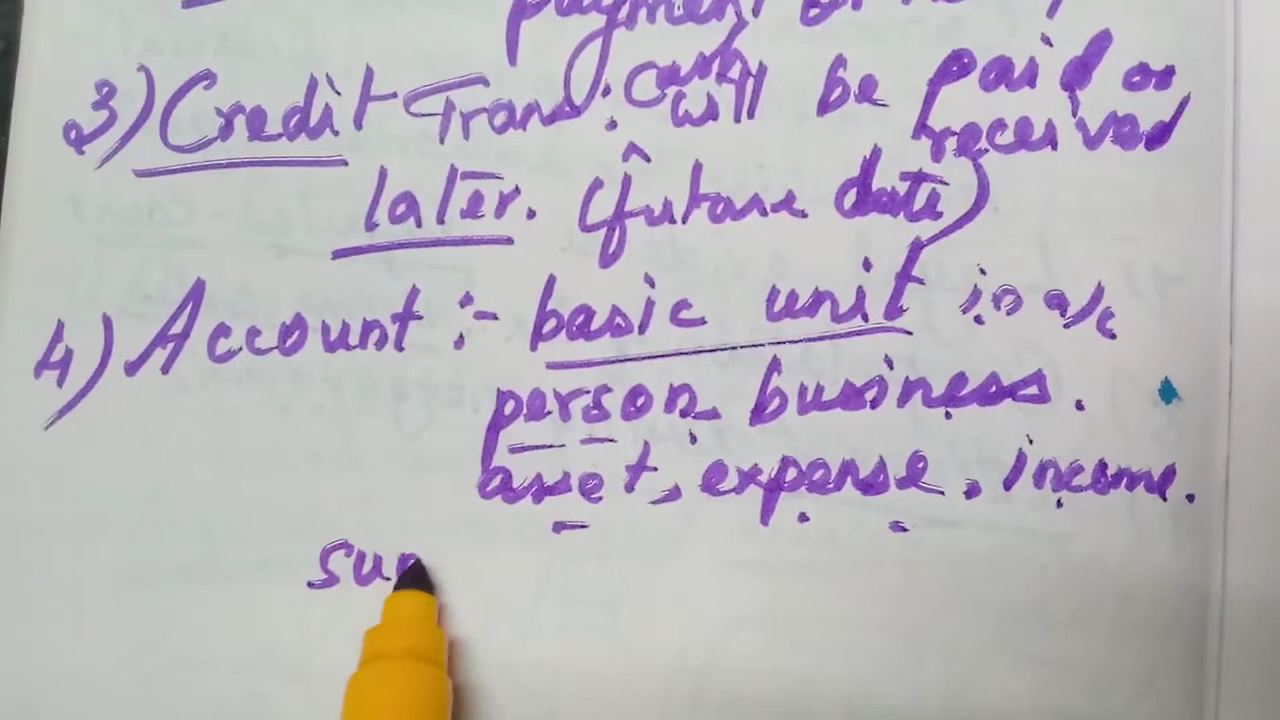 payment
3) Credit Trans: Cash will be paid or received
later. (future date)
4) Account :- basic unit in a/c
person business.
asset, expense, income.
su